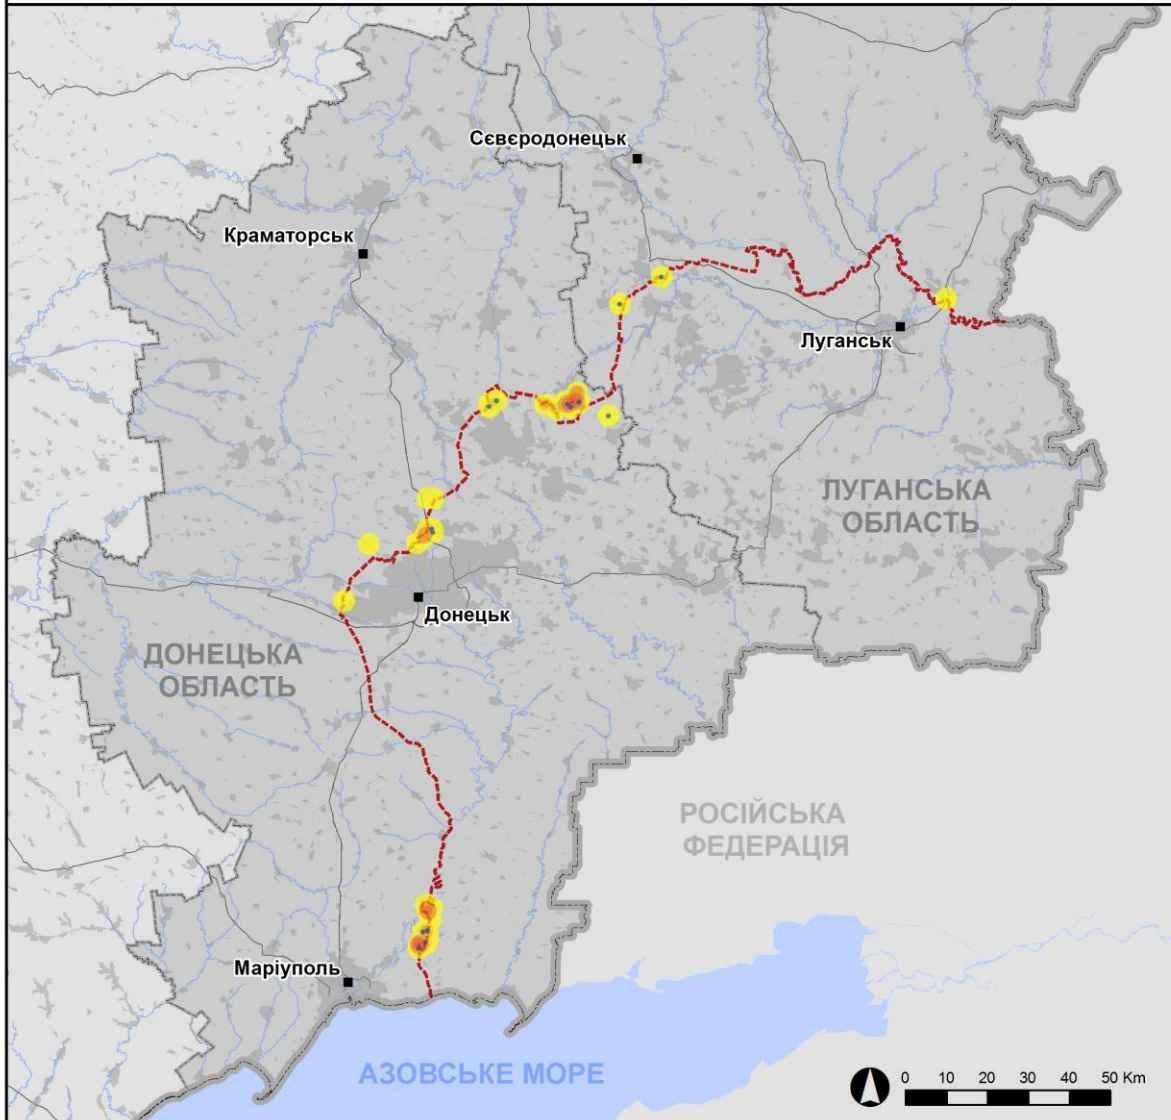 Сєвєродонецьк
Краматорськ
Луганськ
ЛУГАНСЬКА
ОБЛАСТЬ
Донецьк
ДОНЕЦЬКА
ОБЛАСТЬ
РОСІЙСЬКА
ФЕДЕРАЦІЯ
Маріуполь
АЗОВСЬКЕ МОРЕ
0 10 20 30 40 50 Km